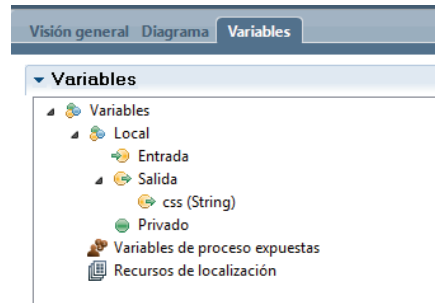 Visión general Diagrama Variables
Variables
Variables
Local
Entrada
Salida
css (String)
Privado
Variables de proceso expuestas
Recursos de localización